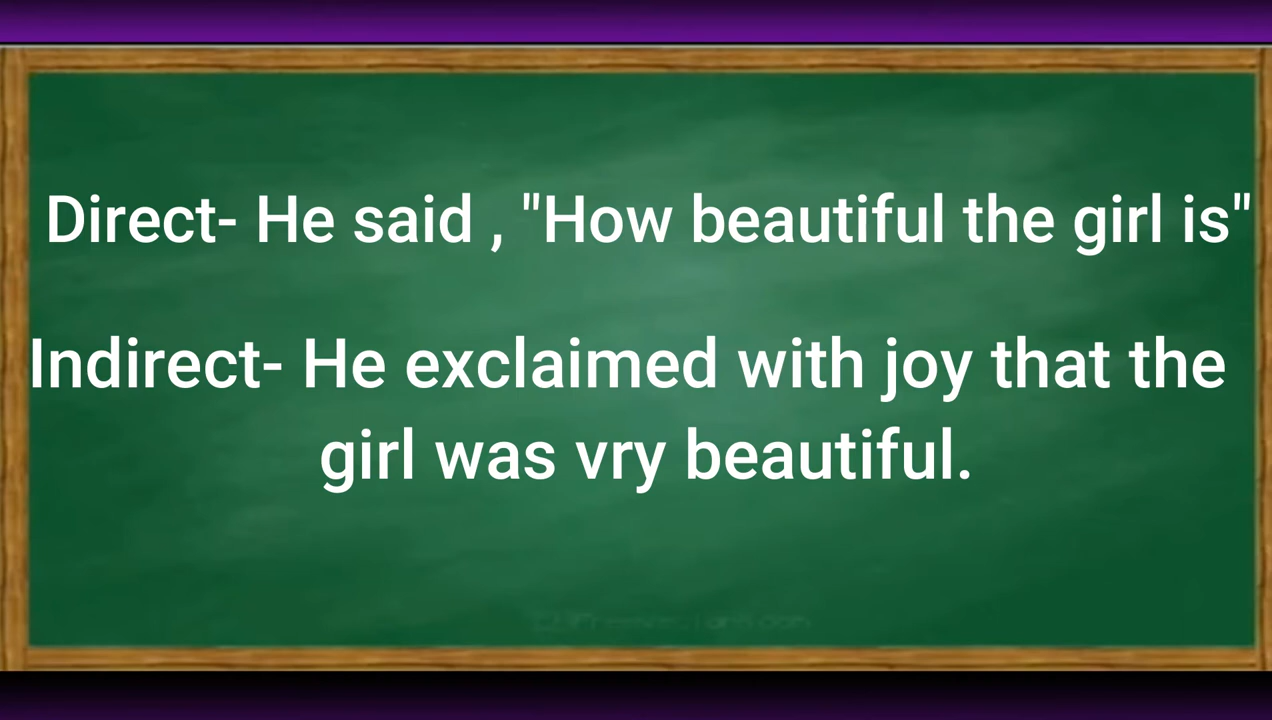 Direct- He said , "How beautiful the girl is"
Indirect- He exclaimed with joy that the
girl was vry beautiful.